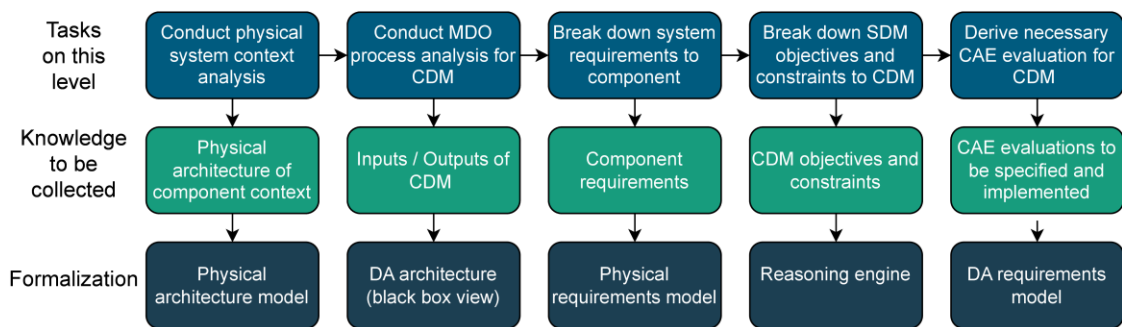 Tasks
on this
level
Conduct physical
system context
analysis
Conduct MDO
process analysis for
CDM
Break down system
requirements to
component
Break down SDM
objectives and
constraints to CDM
Derive necessary
CAE evaluation for
CDM
Knowledge
to be
collected
Physical
architecture of
component context
Inputs / Outputs of
CDM
Component
requirements
CDM objectives and
constraints
CAE evaluations to
be specified and
implemented
Formalization
Physical
architecture model
DA architecture
(black box view)
Physical
requirements model
Reasoning engine
DA requirements
model